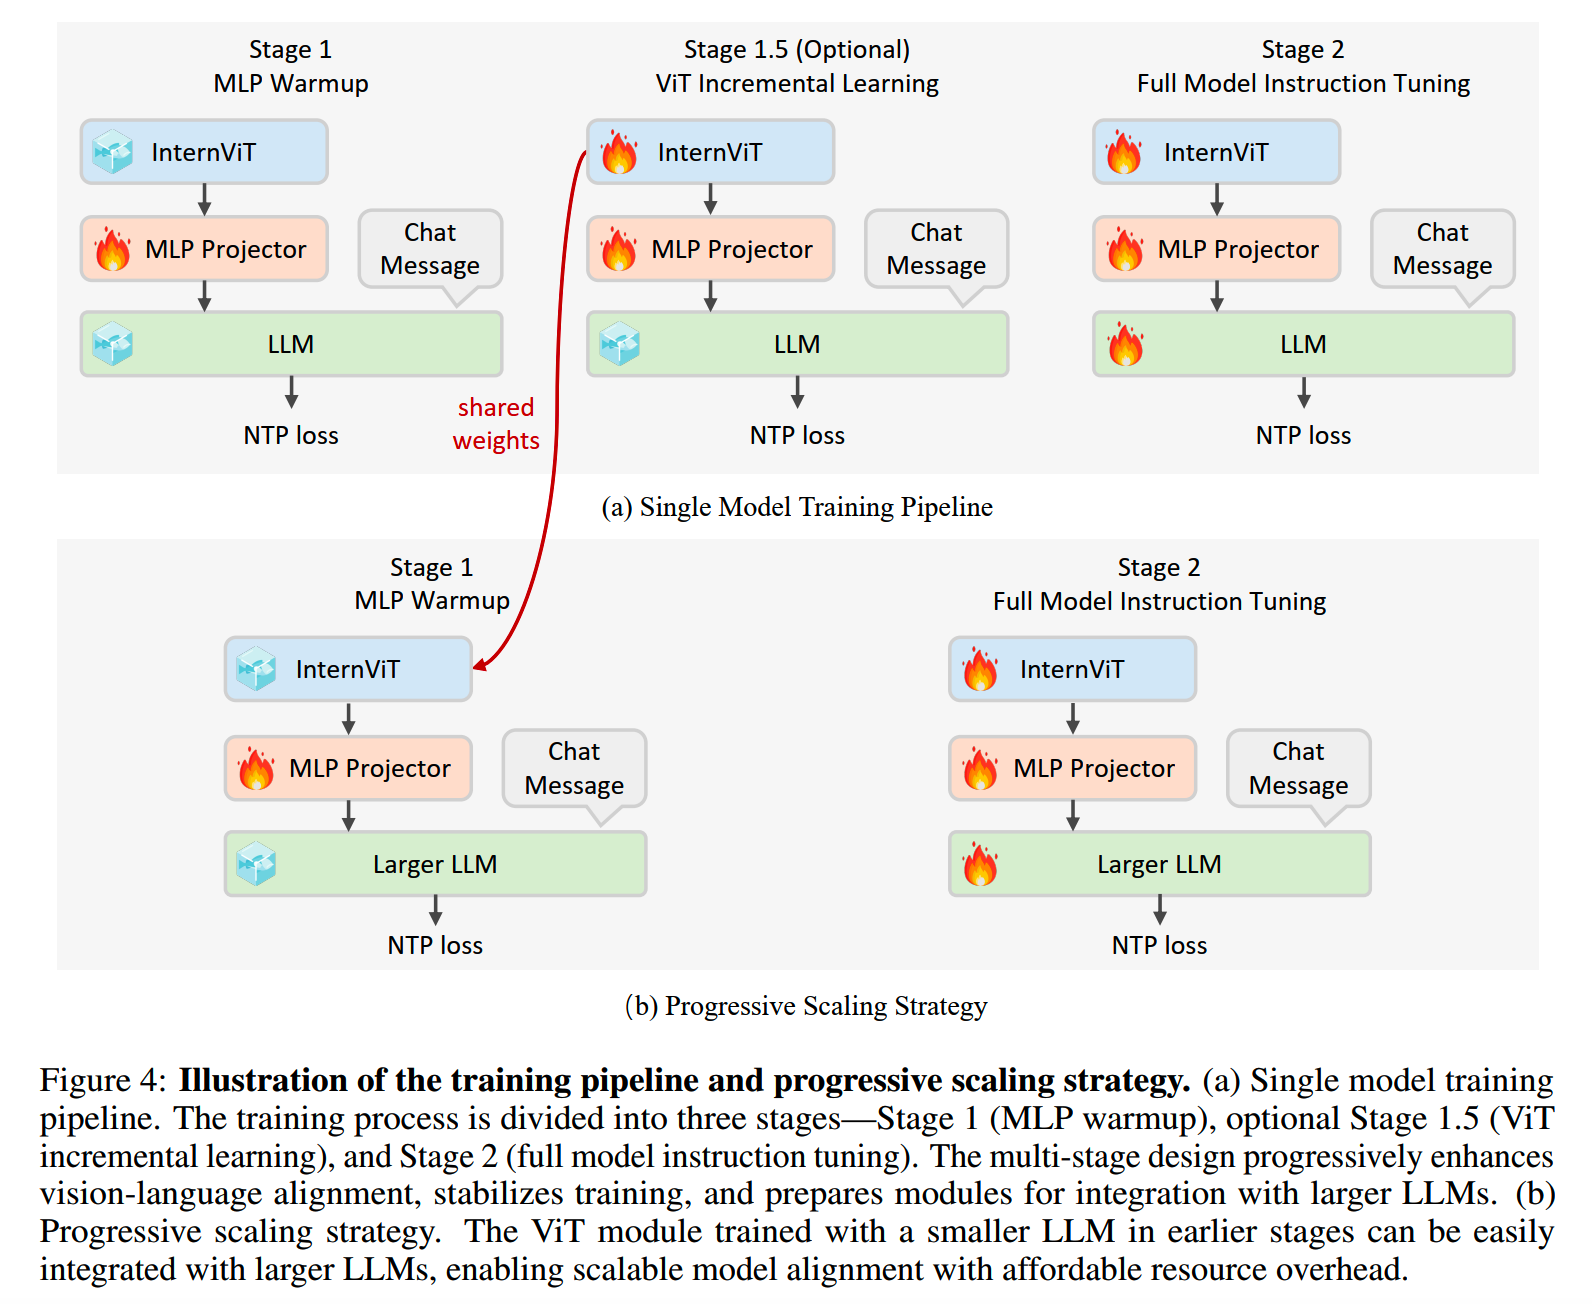 Stage 1
MLP Warmup
InternViT
MLP Projector
Chat
Message
LLM
NTP loss
Stage 1.5 (Optional)
ViT Incremental Learning
InternViT
MLP Projector
Chat
Message
LLM
NTP loss
Stage 2
Full Model Instruction Tuning
InternViT
MLP Projector
Chat
Message
LLM
NTP loss
shared
weights
(a) Single Model Training Pipeline
Stage 1
MLP Warmup
InternViT
MLP Projector
Chat
Message
Larger LLM
NTP loss
Stage 2
Full Model Instruction Tuning
InternViT
MLP Projector
Chat
Message
Larger LLM
NTP loss
(b) Progressive Scaling Strategy
Figure 4: Illustration of the training pipeline and progressive scaling strategy. (a) Single model training
pipeline. The training process is divided into three stages—Stage 1 (MLP warmup), optional Stage 1.5 (ViT
incremental learning), and Stage 2 (full model instruction tuning). The multi-stage design progressively enhances
vision-language alignment, stabilizes training, and prepares modules for integration with larger LLMs. (b)
Progressive scaling strategy. The ViT module trained with a smaller LLM in earlier stages can be easily
integrated with larger LLMs, enabling scalable model alignment with affordable resource overhead.